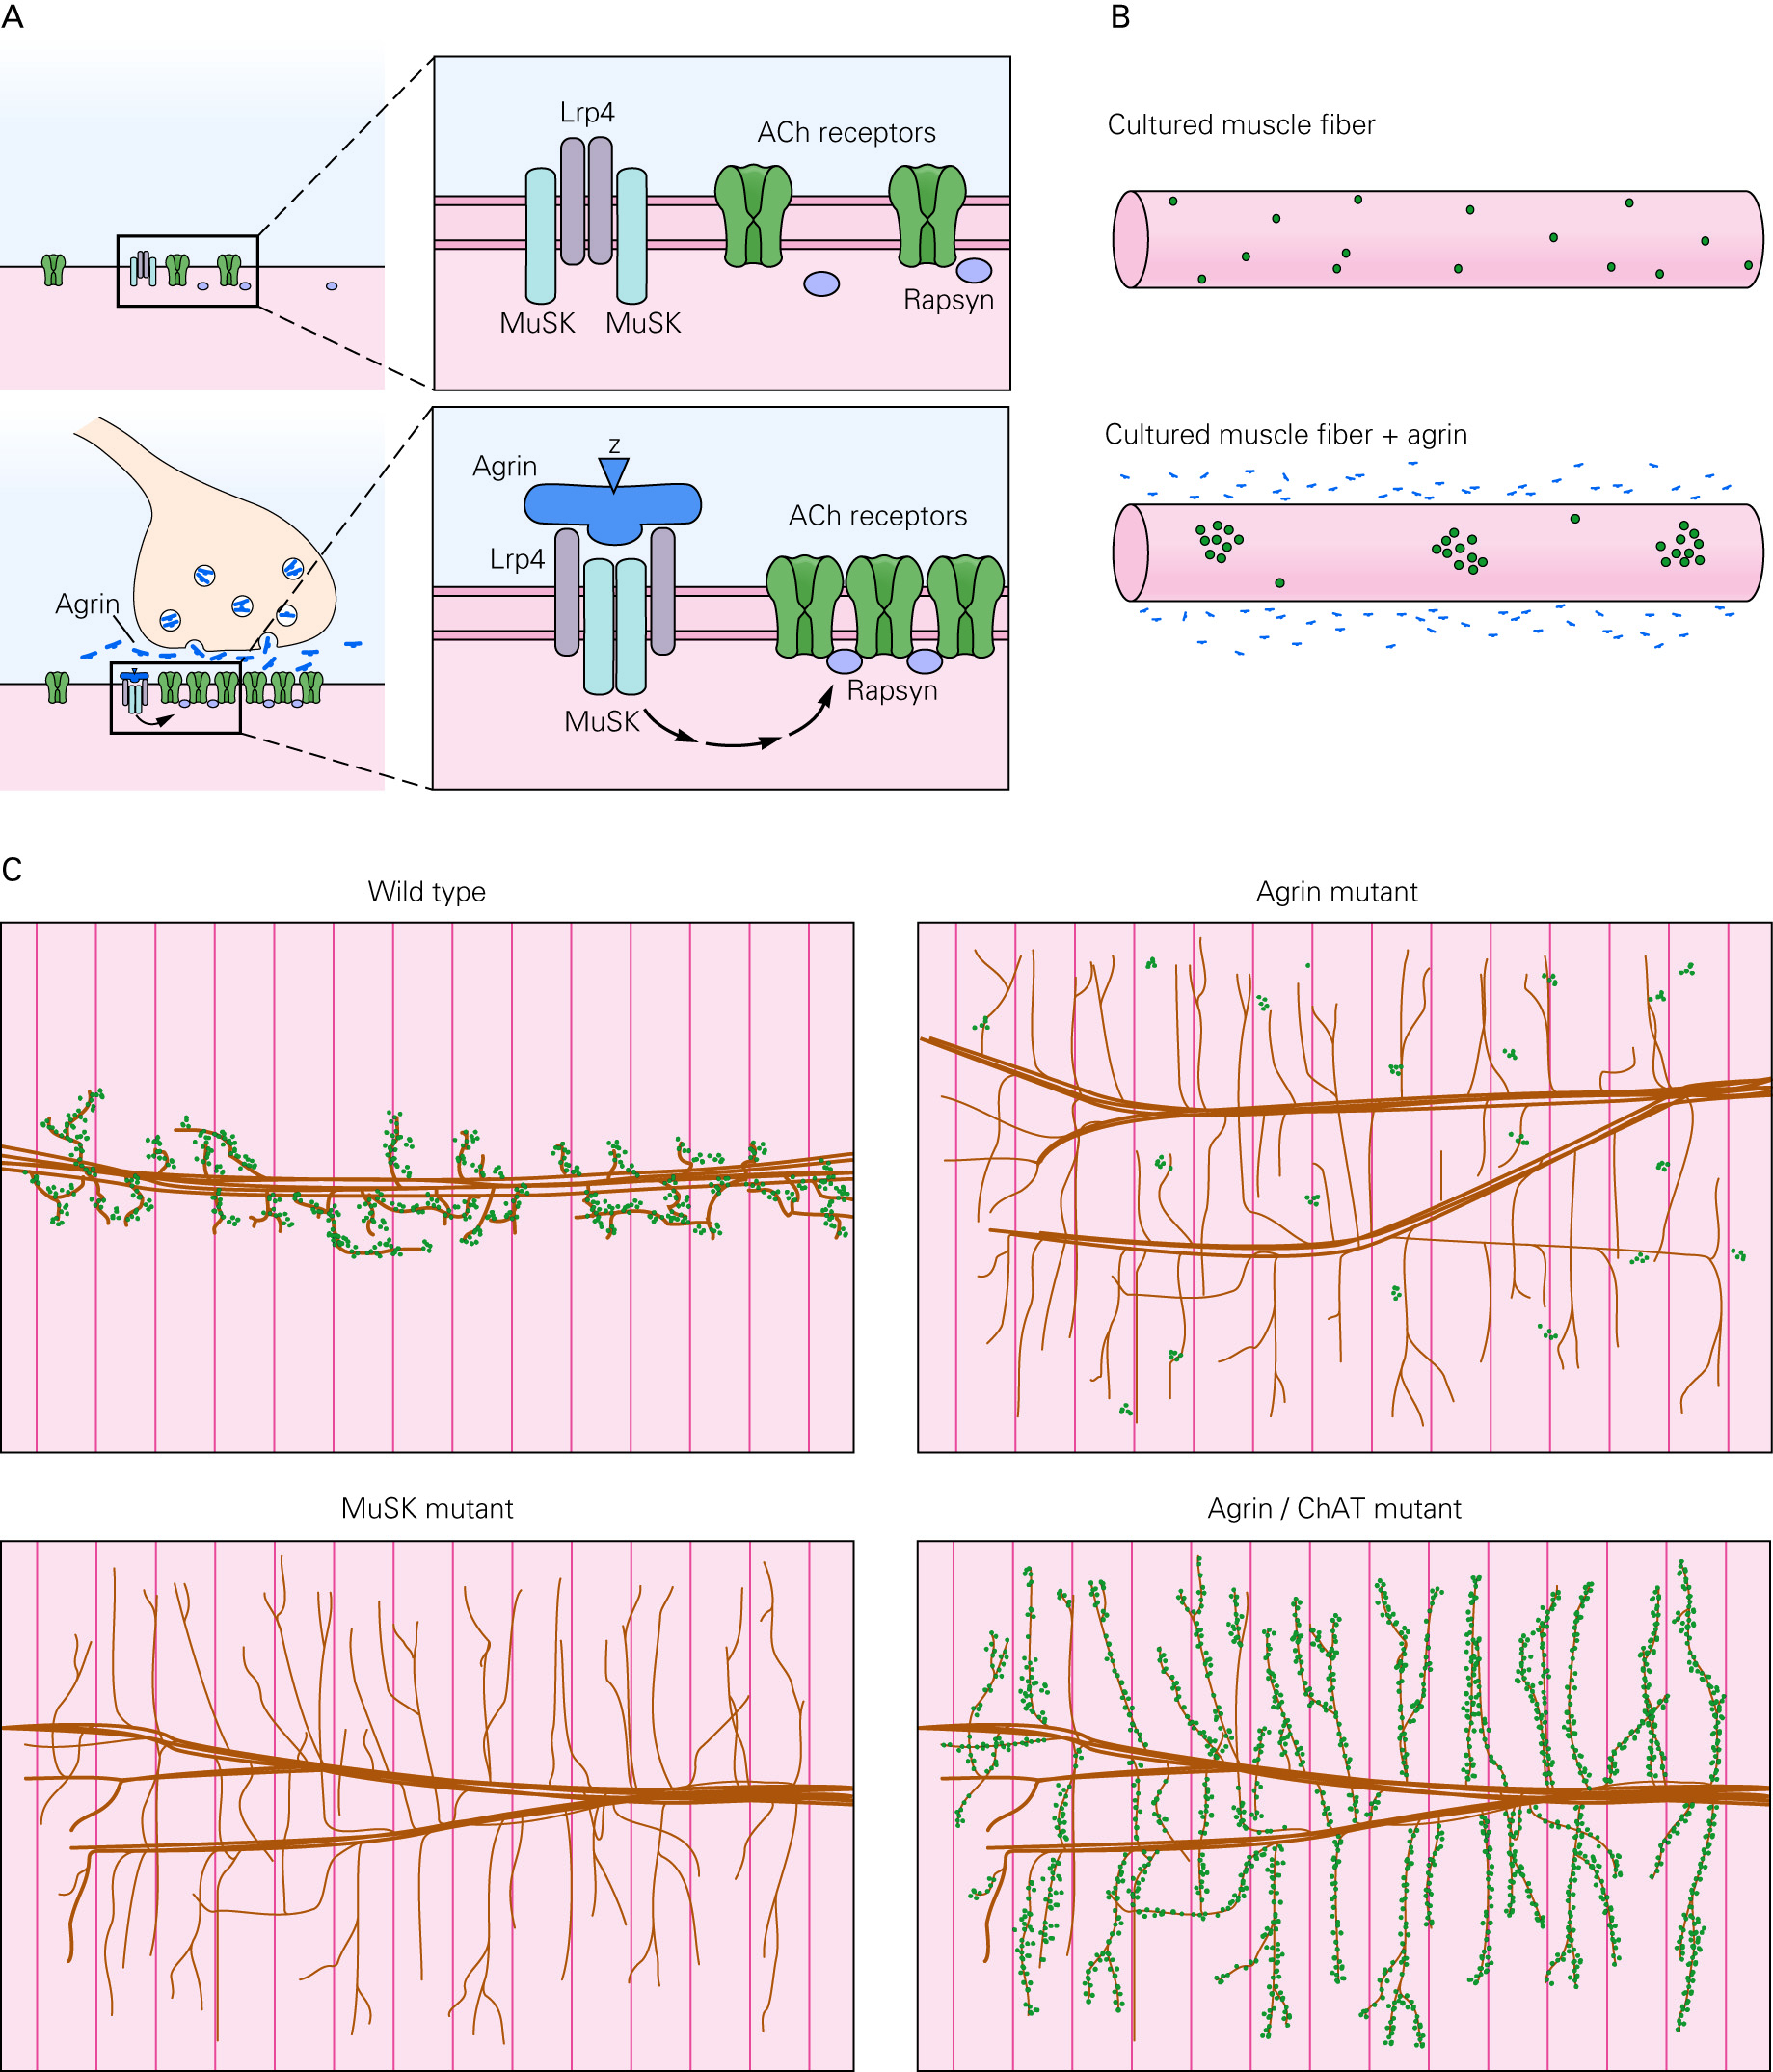 A
Lrp4
ACh receptors
MuSK MuSK
Rapsyn
Agrin
z
Agrin
Lrp4
ACh receptors
Rapsyn
MuSK
B
Cultured muscle fiber
Cultured muscle fiber + agrin
C
Wild type
Agrin mutant
MuSK mutant
Agrin / ChAT mutant